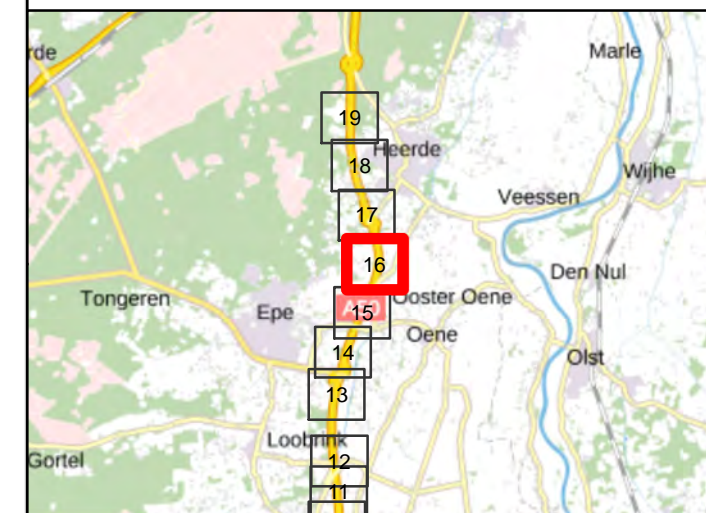 rde
Marle
19
Heerde
18
Wijhe
Veessen
17
16
Den Nul
Tongeren
Ooster Oene
A50
15
Epe
Oene
14
Olst
13
Loobrink
12
Gortel
11